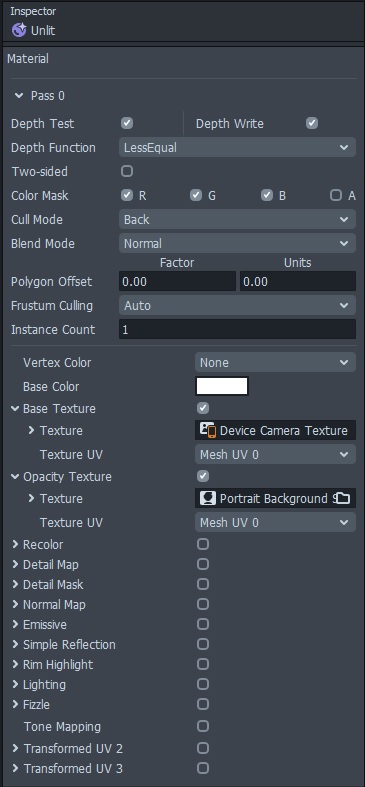 Inspector
Unlit
Material
Pass 0
Depth Test Depth Write
Depth Function LessEqual
Two-sided
Color Mask R G B A
Cull Mode Back
Blend Mode Normal
Factor Units
Polygon Offset 0.00 0.00
Frustum Culling Auto
Instance Count 1
Vertex Color None
Base Color
Base Texture
Texture Device Camera Texture
Texture UV Mesh UV 0
Opacity Texture
Texture Portrait Background
Texture UV Mesh UV 0
Recolor
Detail Map
Detail Mask
Normal Map
Emissive
Simple Reflection
Rim Highlight
Lighting
Fizzle
Tone Mapping
Transformed UV 2
Transformed UV 3